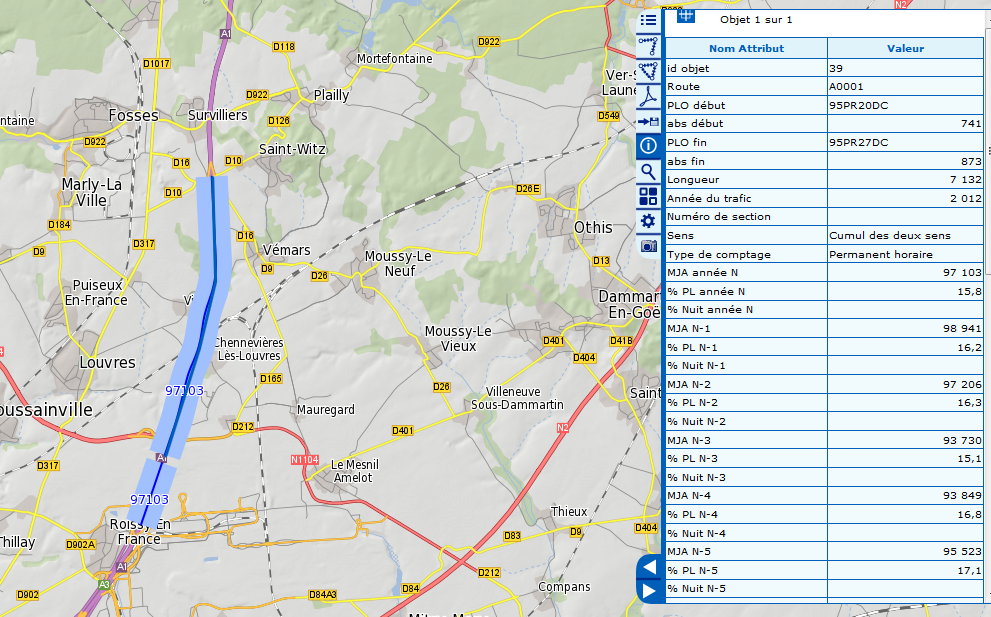 A1
N2
D922
D118
Mortefontaine
D1017
Plailly
D922
Fosses
Survilliers
D126
D549
ntaine
D922
Saint-Witz
D16
D10
Marly-La
Ville
D10
D26E
D184
D16
Othis
D317
Vémars
D9
D9
D26
Moussy-Le
Neuf
D13
Puiseux
En-France
Dammar
En-Goë
Chennevières
Lès-Louvres
Moussy-Le
Vieux
D401
D41B
D404
Louvres
D165
97103
D26
Villeneuve
Sous-Dammartin
Saint
oussainville
Mauregard
D212
D401
N2
D317
A1
N1104
Le Mesnil
Amelot
97103
Roissy En
France
Thieux
D404
D83
D9
hillay
D902A
A1
D212
A3
D902
D84A3
D84
Compans
Objet 1 sur 1
Nom Attribut Valeur
id objet 39
Route A0001
PLO début 95PR20DC
abs début 741
PLO fin 95PR27DC
abs fin 873
Longueur 7 132
Année du trafic 2 012
Numéro de section
Sens Cumul des deux sens
Type de comptage Permanent horaire
MJA année N 97 103
% PL année N 15,8
% Nuit année N
MJA N-1 98 941
% PL N-1 16,2
% Nuit N-1
MJA N-2 97 206
% PL N-2 16,3
% Nuit N-2
MJA N-3 93 730
% PL N-3 15,1
% Nuit N-3
MJA N-4 93 849
% PL N-4 16,8
% Nuit N-4
MJA N-5 95 523
% PL N-5 17,1
% Nuit N-5